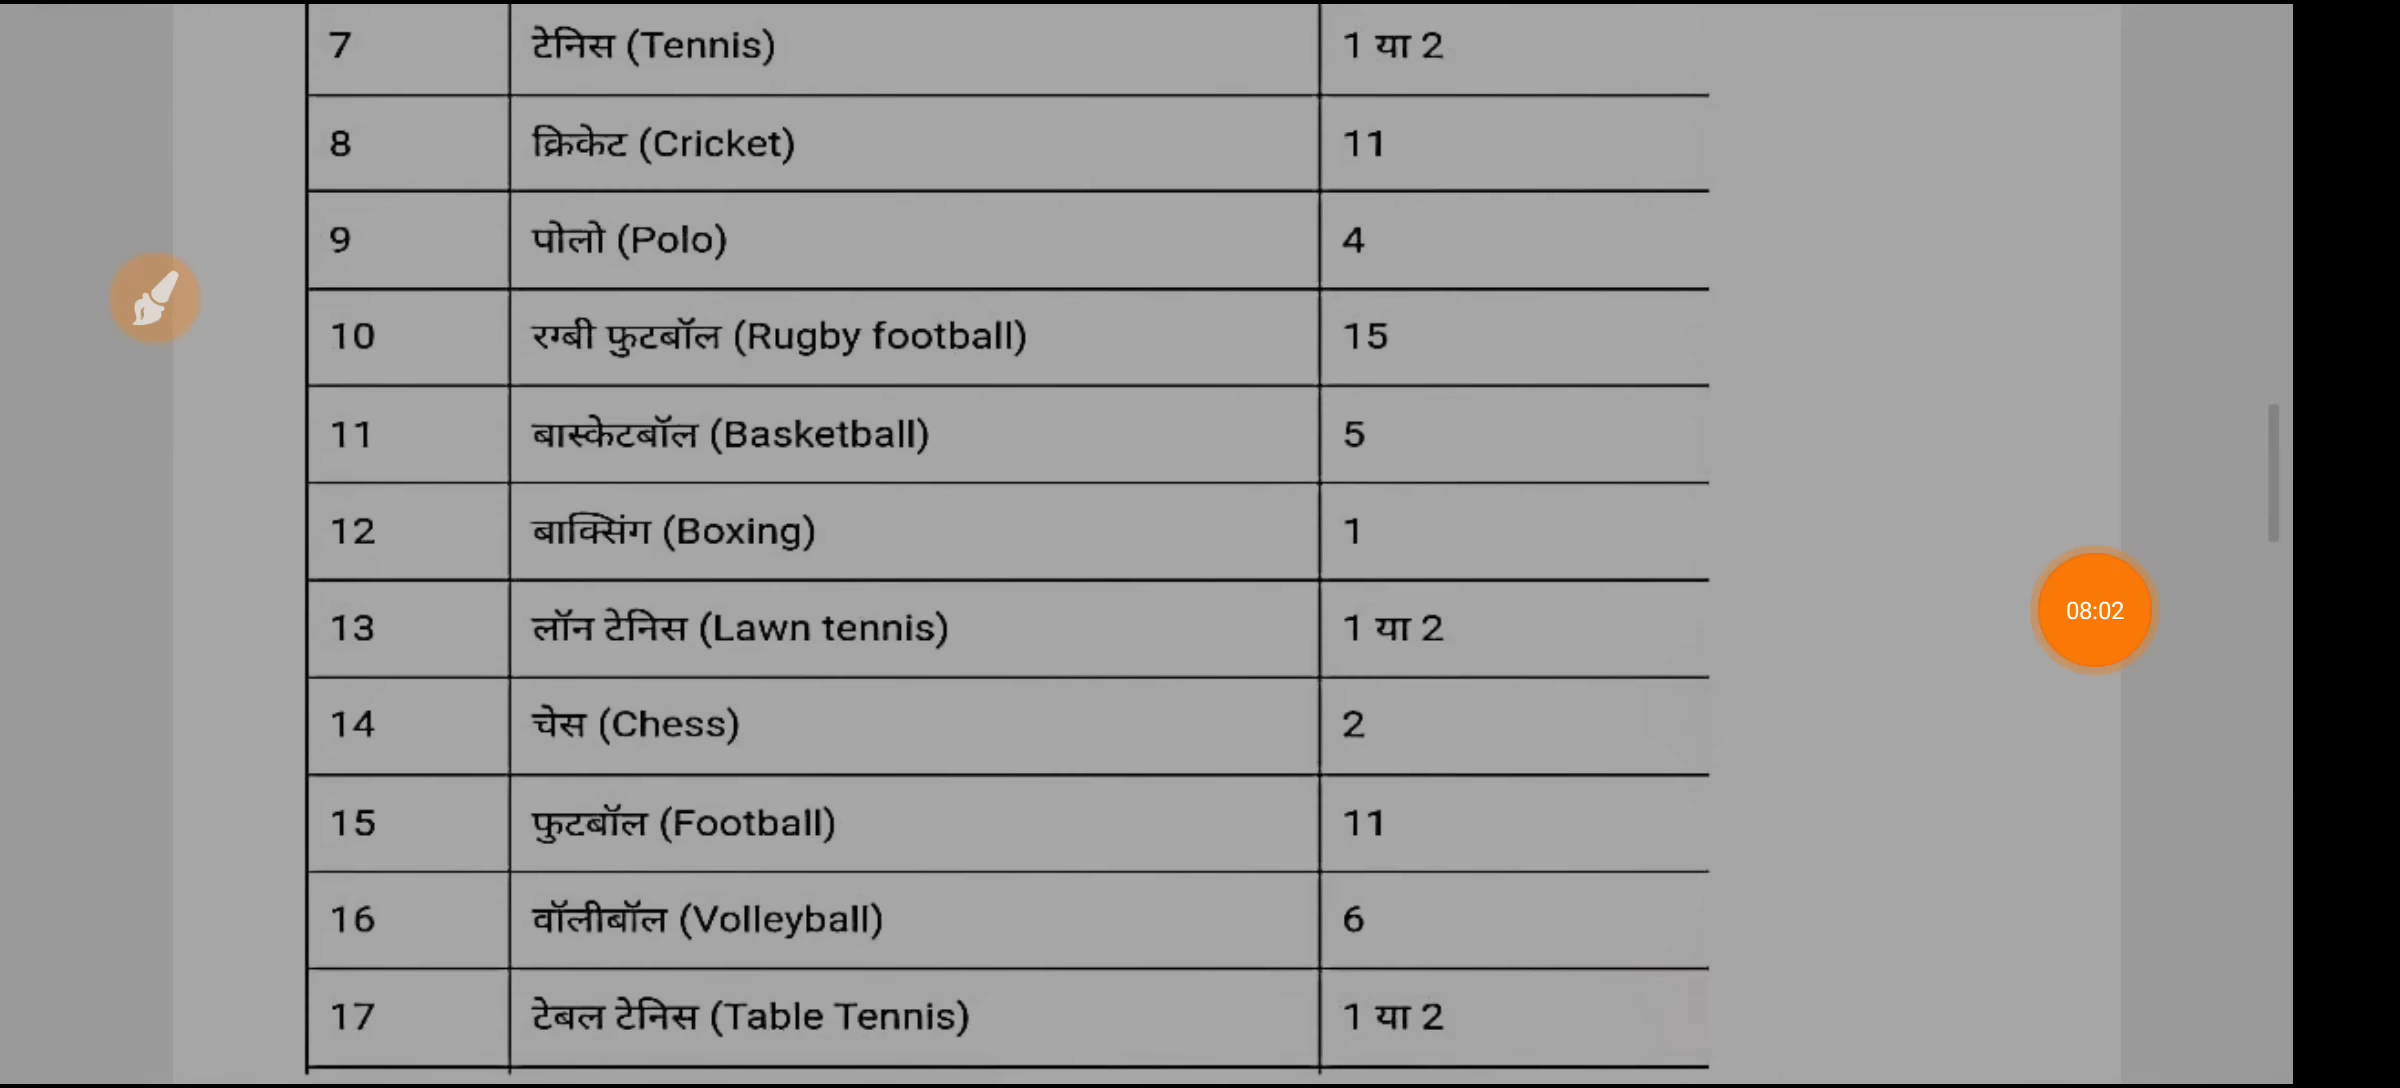 7 टेनिस (Tennis) 1 या 2
8 क्रिकेट (Cricket) 11
9 पोलो (Polo) 4
10 रग्बी फुटबॉल (Rugby football) 15
11 बास्केटबॉल (Basketball) 5
12 बाक्सिंग (Boxing) 1
13 लॉन टेनिस (Lawn tennis) 1 या 2
14 चेस (Chess) 2
15 फुटबॉल (Football) 11
16 वॉलीबॉल (Volleyball) 6
17 टेबल टेनिस (Table Tennis) 1 या 2
08:02